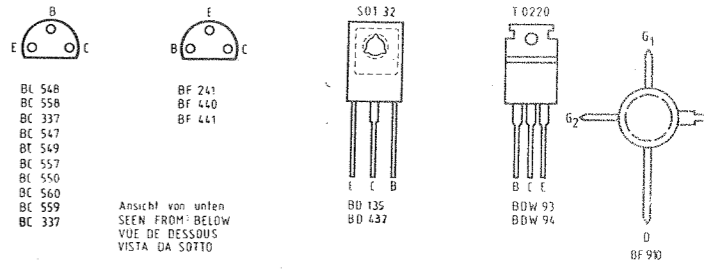 B
E C
BC 548
BC 558
BC 337
BC 547
BC 549
BC 557
BC 550
BC 560
BC 559
BC 337
E
B C
BF 241
BF 440
BF 441
Ansicht von unten
SEEN FROM BELOW
VUE DE DESSOUS
VISTA DA SOTTO
SOT 32
E C B
BD 135
BD 437
TO220
B C E
BDW 93
BDW 94
G1
G2
D
BF 910